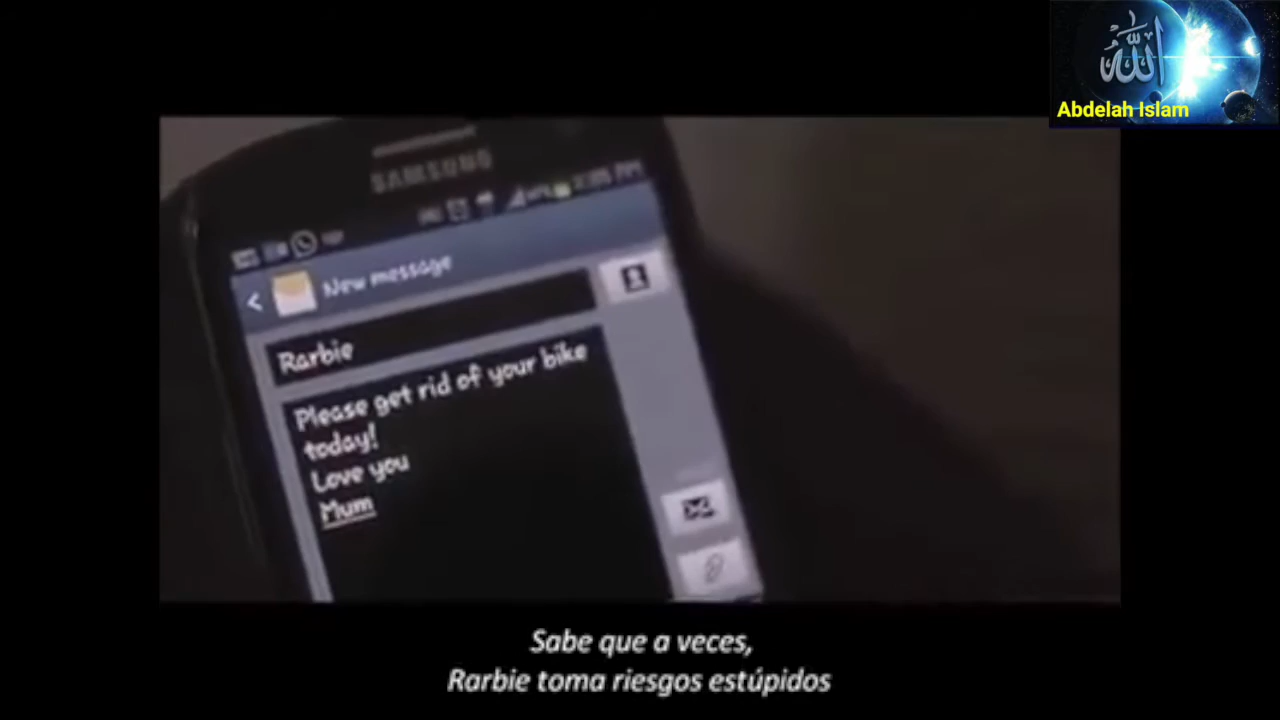 الله
Abdelah Islam
SAMSUNG
New message
Rarbie
Please get rid of your bike
today!
Love you
Mum
Sabe que a veces,
Rarbie toma riesgos estúpidos